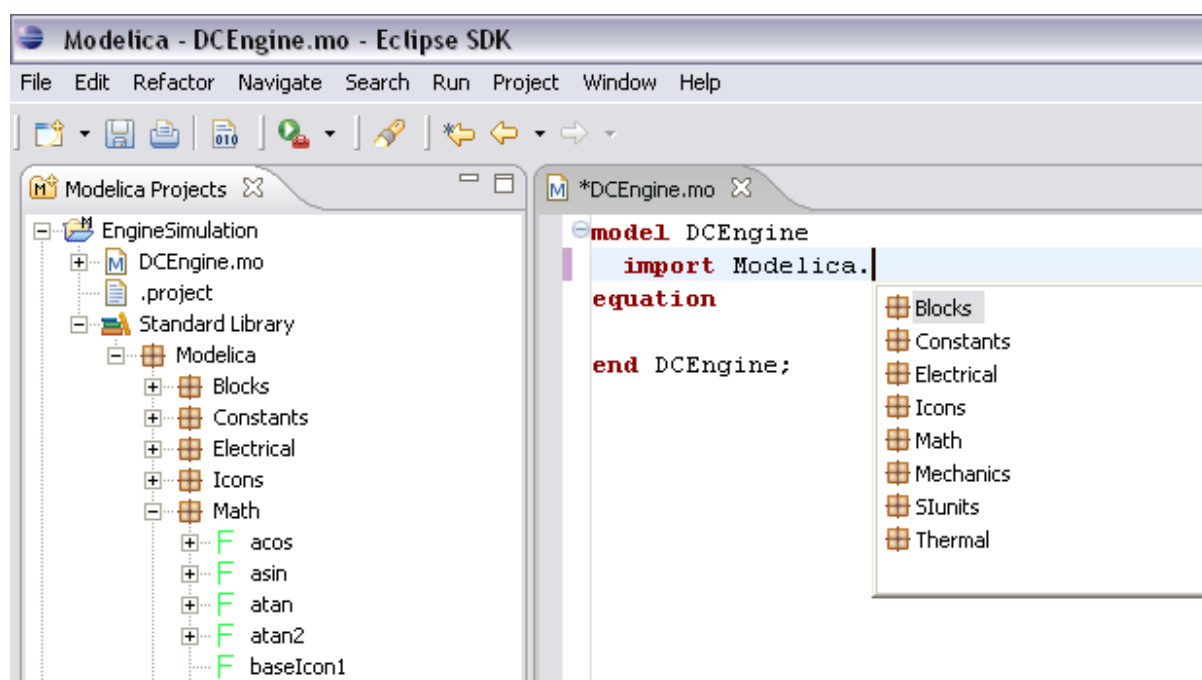 Modelica - DCEngine.mo - Eclipse SDK
File Edit Refactor Navigate Search Run Project Window Help
010
Modelica Projects
EngineSimulation
DCEngine.mo
.project
Standard Library
Modelica
Blocks
Constants
Electrical
Icons
Math
F acos
F asin
F atan
F atan2
F baseIcon1
M *DCEngine.mo
model DCEngine
import Modelica.
equation
end DCEngine;
Blocks
Constants
Electrical
Icons
Math
Mechanics
SIunits
Thermal